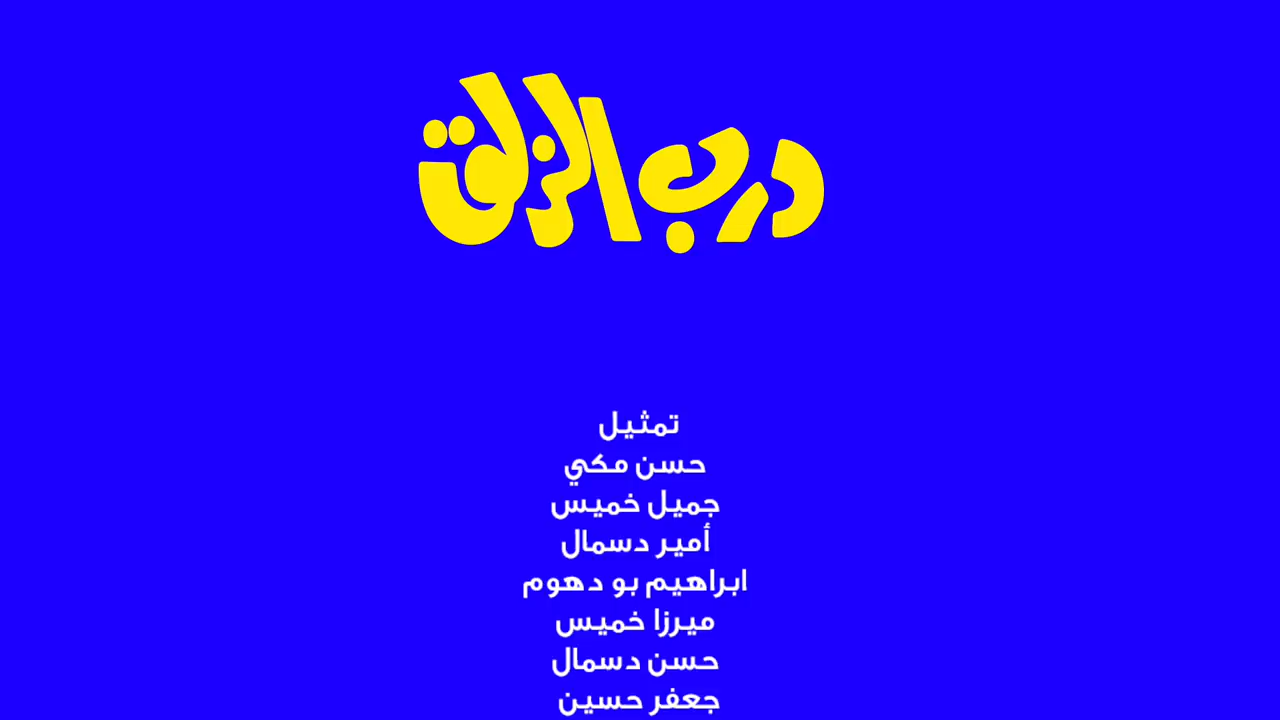 درب الزلق
تمثيل
حسن مكي
جميل خميس
أمير دسمال
ابراهيم بو دهوم
ميرزا خميس
حسن دسمال
جعفر حسين